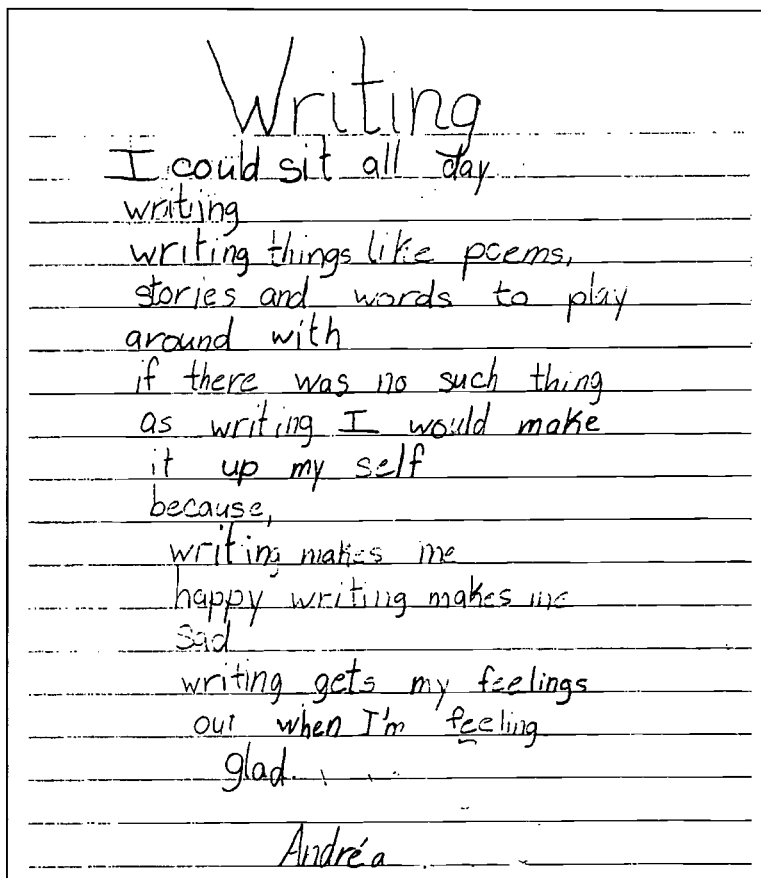 Writing
I could sit all day
writing
writing things like poems,
stories and words to play
around with
if there was no such thing
as writing I would make
it up my self
because,
writing makes me
happy writing makes me
sad
writing gets my feelings
out when I'm feeling
glad.
Andréa